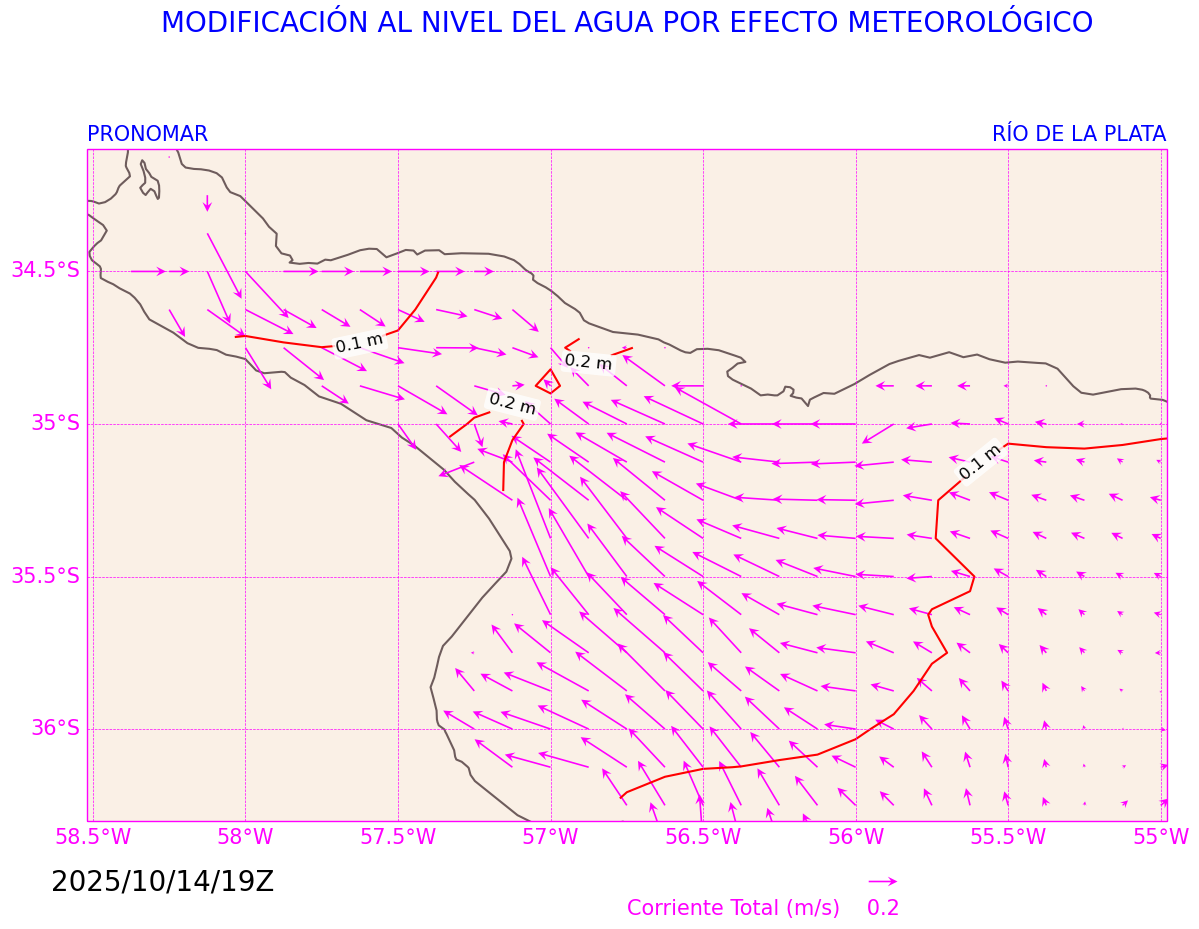 MODIFICACIÓN AL NIVEL DEL AGUA POR EFECTO METEOROLÓGICO
PRONOMAR
RÍO DE LA PLATA
34.5°S
0.1 m
0.2 m
0.2 m
35°S
0.1 m
35.5°S
36°S
58.5°W
58°W
57.5°W
57°W
56.5°W
56°W
55.5°W
55°W
2025/10/14/19Z
Corriente Total (m/s)
0.2